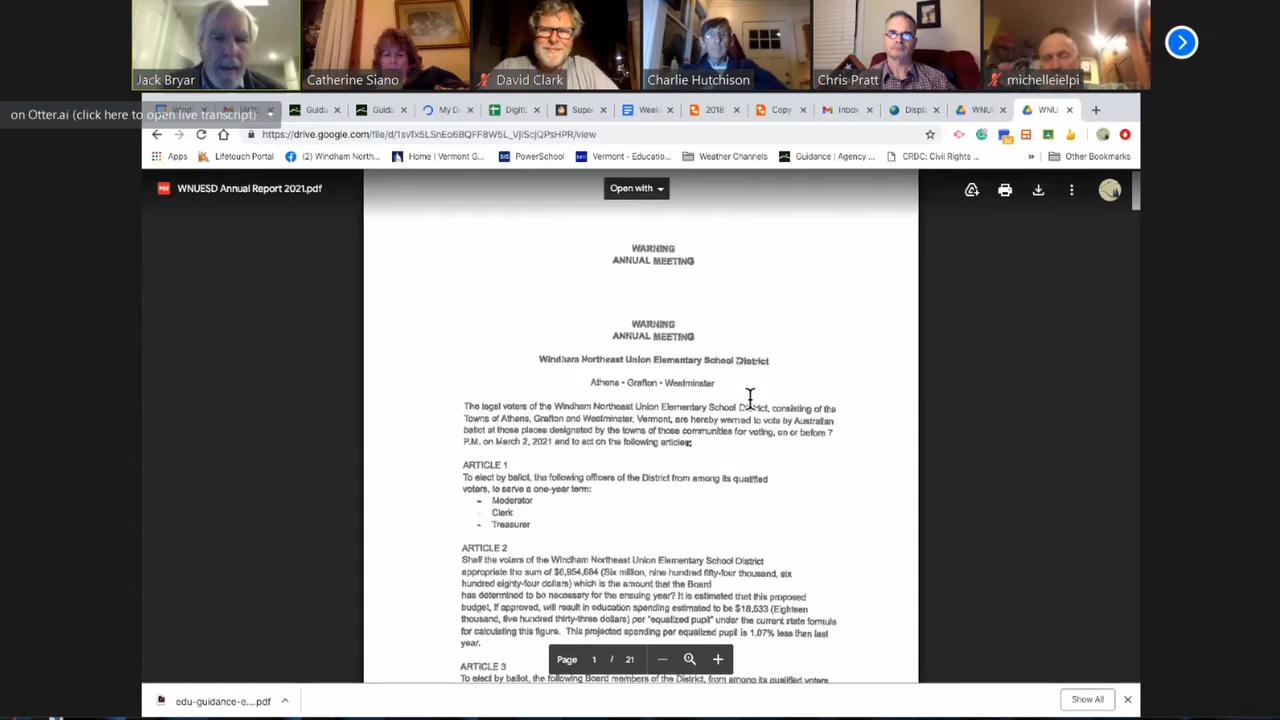 Jack Bryar
Catherine Siano
David Clark
Charlie Hutchison
Chris Pratt
michelleielpi
on Otter.ai (click here to open live transcript)
Guida
Guida
My D
Digit
Supe
Week
2018
Copy
Inbox
Displ
WNU
WNU
https://drive.google.com/file/d/1sVfx5LSnEo6BQFF8W5L_VjlScjQPsHPR/view
Apps
Lifetouch Portal
(2) Windham North...
Home | Vermont G...
PowerSchool
Vermont - Educatio...
Weather Channels
Guidance | Agency ...
CRDC: Civil Rights ...
»
Other Bookmarks
WNUESD Annual Report 2021.pdf
Open with
WARNING
ANNUAL MEETING
WARNING
ANNUAL MEETING
Windham Northeast Union Elementary School District
Athens • Grafton • Westminster
The legal voters of the Windham Northeast Union Elementary School District, consisting of the
Towns of Athens, Grafton and Westminster, Vermont, are hereby warned to vote by Australian
ballot at those places designated by the towns of those communities for voting, on or before 7
P.M. on March 2, 2021 and to act on the following articles:
ARTICLE 1
To elect by ballot, the following officers of the District from among its qualified
voters, to serve a one-year term:
- Moderator
- Clerk
- Treasurer
ARTICLE 2
Shall the voters of the Windham Northeast Union Elementary School District
appropriate the sum of $6,954,684 (Six million, nine hundred fifty-four thousand, six
hundred eighty-four dollars) which is the amount that the Board
has determined to be necessary for the ensuing year? It is estimated that this proposed
budget, if approved, will result in education spending estimated to be $18,533 (Eighteen
thousand, five hundred thirty-three dollars) per "equalized pupil" under the current state formula
for calculating this figure. This projected spending per equalized pupil is 1.07% less than last
year.
ARTICLE 3
To elect by ballot, the following Board members of the District, from among its qualified voters
Page 1 / 21
edu-guidance-e....pdf
Show All